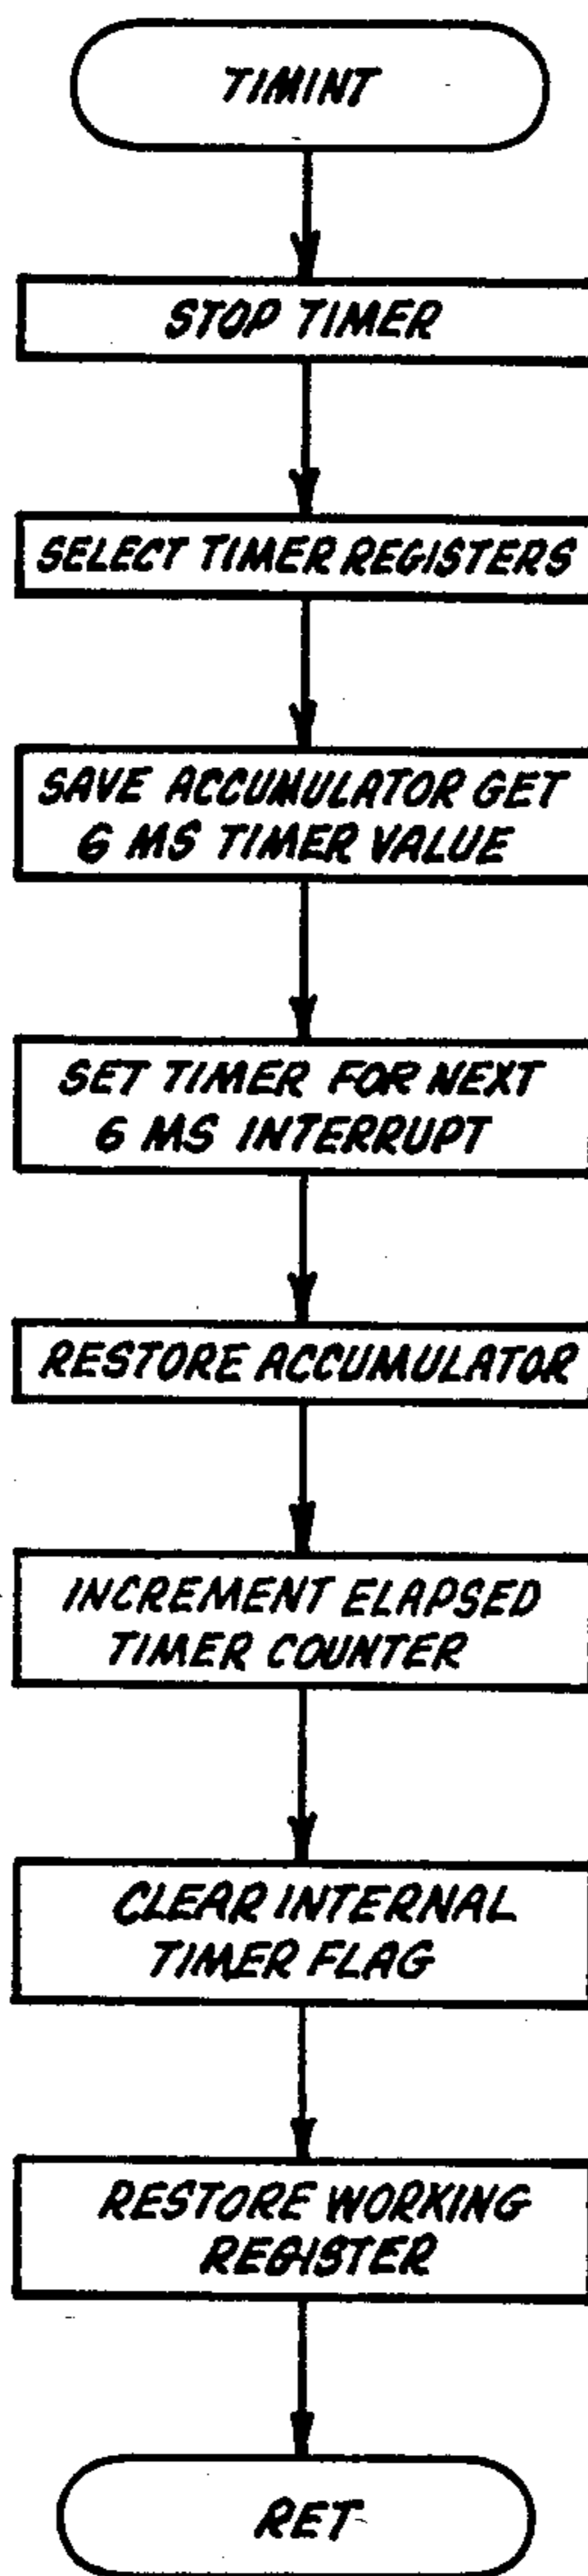 TIMINT
STOP TIMER
SELECT TIMER REGISTERS
SAVE ACCUMULATOR GET
6 MS TIMER VALUE
SET TIMER FOR NEXT
6 MS INTERRUPT
RESTORE ACCUMULATOR
INCREMENT ELAPSED
TIMER COUNTER
CLEAR INTERNAL
TIMER FLAG
RESTORE WORKING
REGISTER
RET